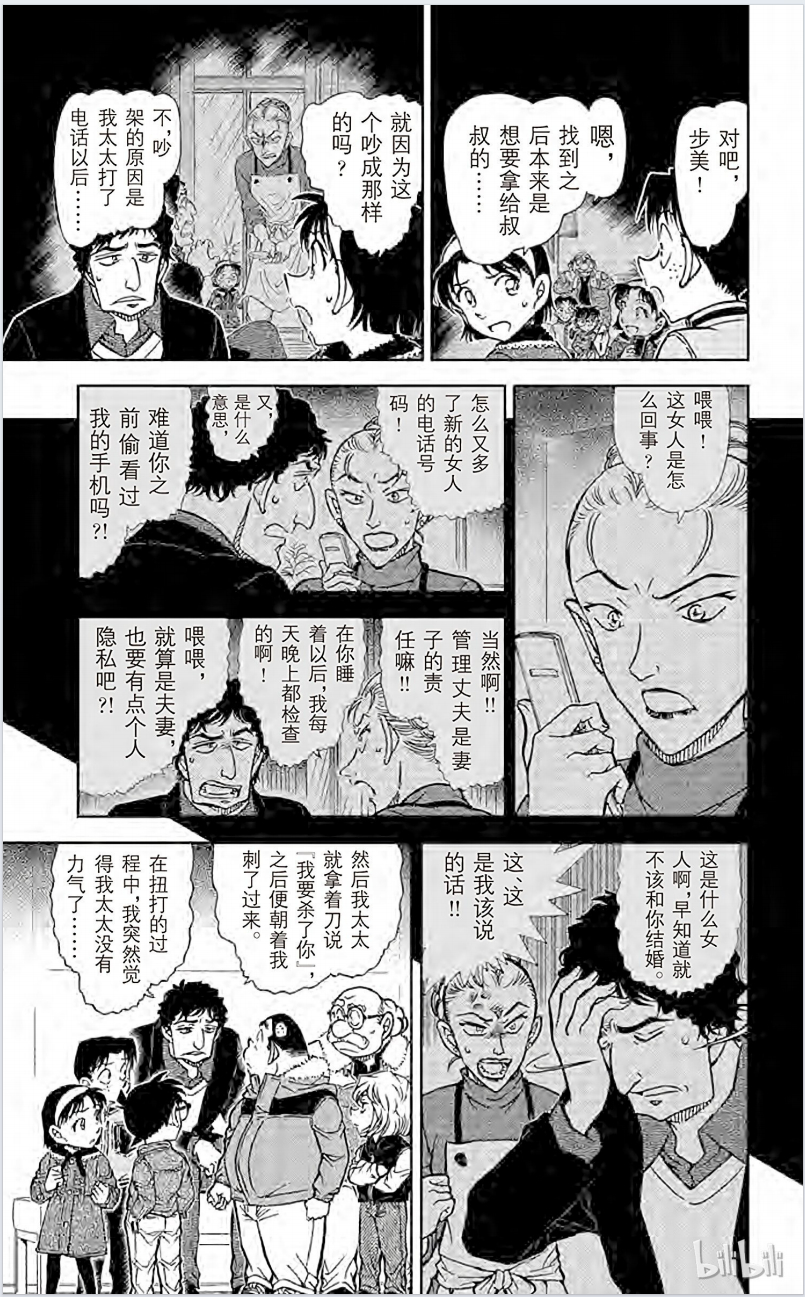 对吧，
步美！
嗯，
找到之
后本来是
想要拿给叔
叔的……
就因为这
个吵成那样
的吗？
不，吵
架的原因是
我太太打了
电话以后……
喂喂！
这女人是怎
么回事？
怎么又多
了新的女人
的电话号
码！
又，
是什么
意思，
难道你之
前偷看过
我的手机吗?!
当然啊!!
管理丈夫是妻
子的责
任嘛!!
在你睡
着以后，我每
天晚上都检查
的啊！
喂喂，
就算是夫妻，
也要有点个人
隐私吧?!
这是什么女
人啊，早知道就
不该和你结婚。
这、这
是我该说
的话!!
然后我太太
就拿着刀说
『我要杀了你』，
之后便朝着我
刺了过来。
在扭打的过
程中，我突然觉
得我太太没有
力气了……
bilibili